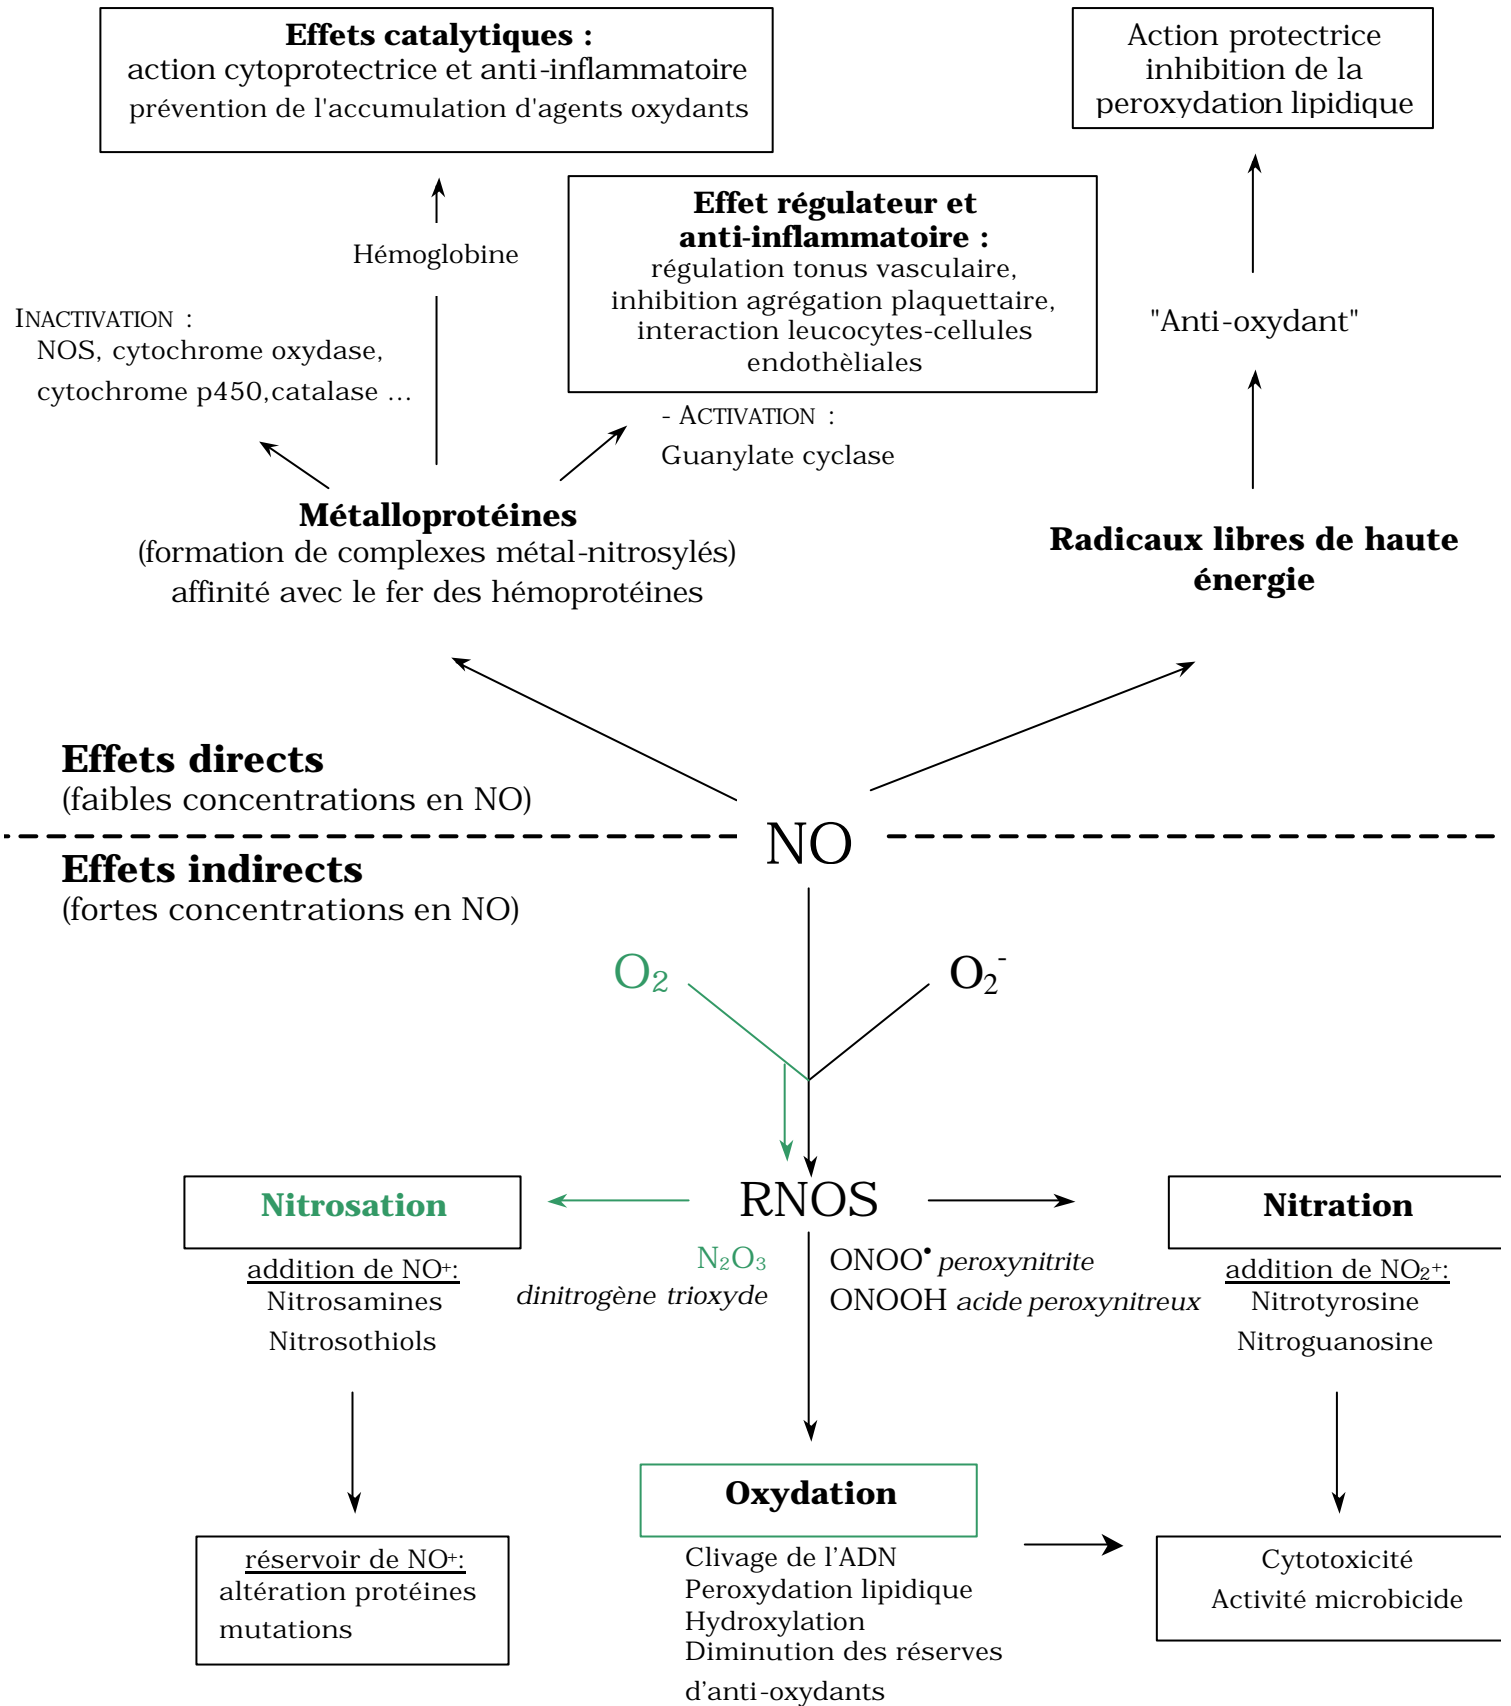 Effets catalytiques :
action cytoprotectrice et anti-inflammatoire
prévention de l'accumulation d'agents oxydants
Action protectrice
inhibition de la
peroxydation lipidique
Effet régulateur et
anti-inflammatoire :
régulation tonus vasculaire,
inhibition agrégation plaquettaire,
interaction leucocytes-cellules
endothèliales
Hémoglobine
INACTIVATION :
NOS, cytochrome oxydase,
cytochrome p450,catalase ...
"Anti-oxydant"
- ACTIVATION :
Guanylate cyclase
Métalloprotéines
(formation de complexes métal-nitrosylés)
affinité avec le fer des hémoprotéines
Radicaux libres de haute
énergie
Effets directs
(faibles concentrations en NO)
NO
Effets indirects
(fortes concentrations en NO)
O₂
O₂⁻
RNOS
Nitrosation
addition de NO⁺:
Nitrosamines
Nitrosothiols
N₂O₃
dinitrogène trioxyde
ONOO• peroxynitrite
ONOOH acide peroxynitreux
Nitration
addition de NO₂⁺:
Nitrotyrosine
Nitroguanosine
réservoir de NO⁺:
altération protéines
mutations
Oxydation
Clivage de l'ADN
Peroxydation lipidique
Hydroxylation
Diminution des réserves
d'anti-oxydants
Cytotoxicité
Activité microbicide